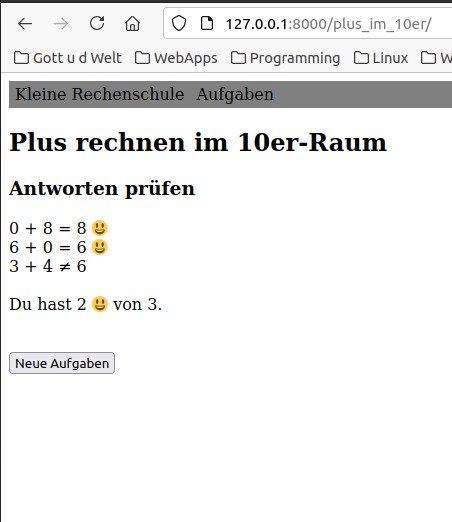 127.0.0.1:8000/plus_im_10er/
Gott u d Welt WebApps Programming Linux W
Kleine Rechenschule Aufgaben
Plus rechnen im 10er-Raum
Antworten prüfen
0 + 8 = 8 😃
6 + 0 = 6 😃
3 + 4 ≠ 6
Du hast 2 😃 von 3.
Neue Aufgaben